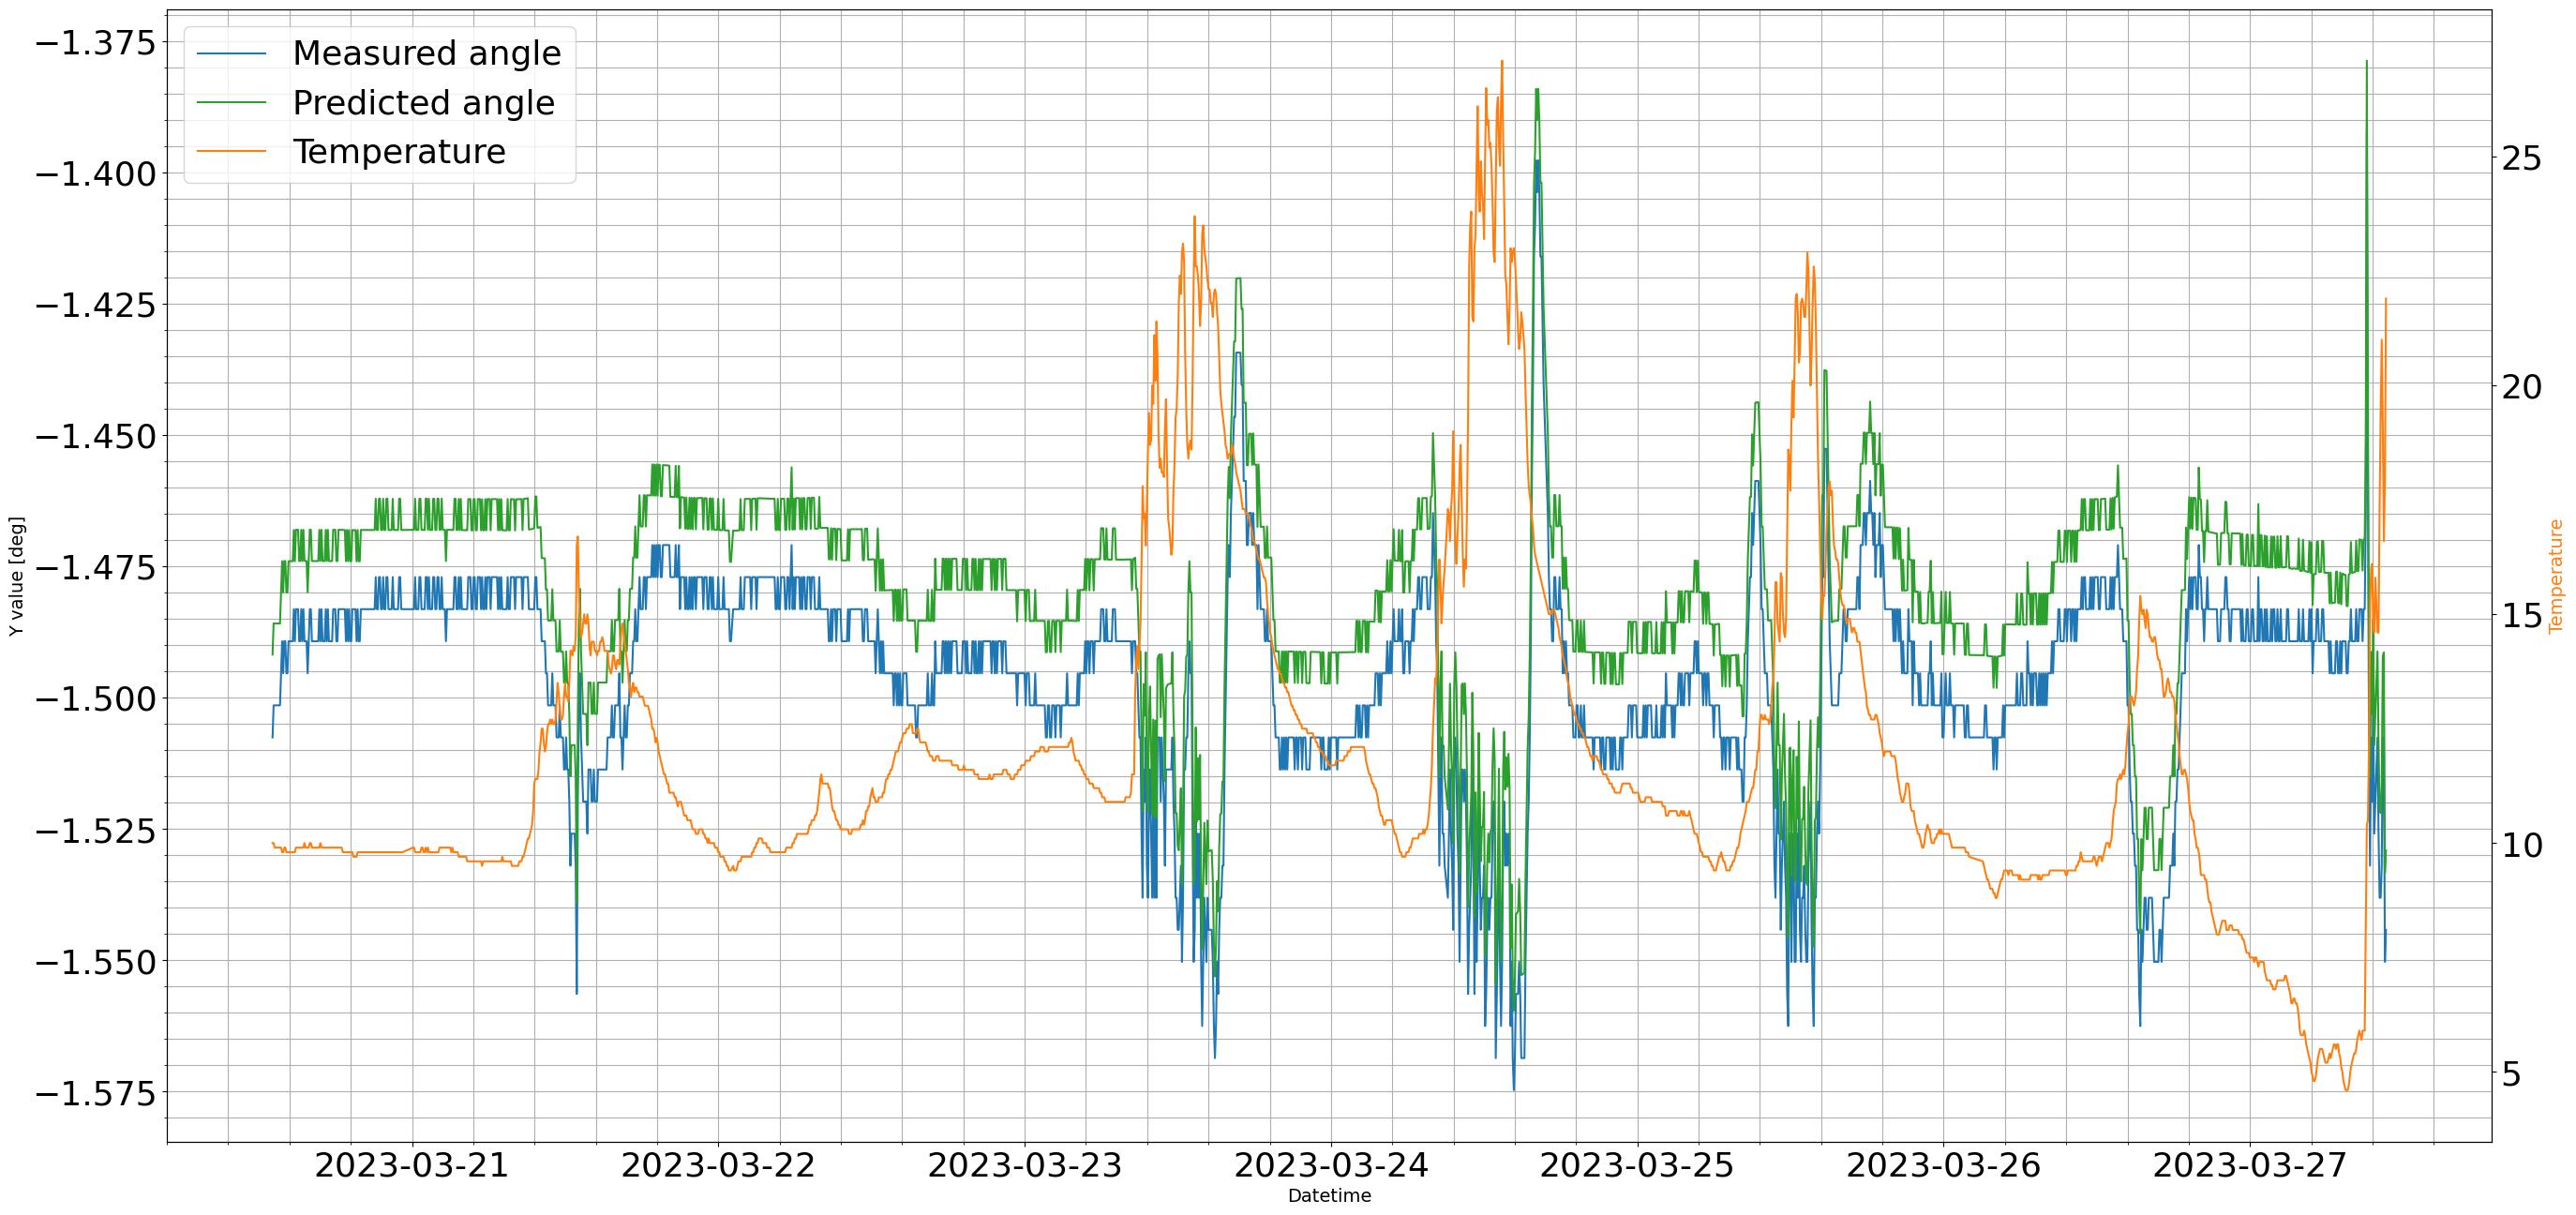 Measured angle
Predicted angle
Temperature
−1.375
−1.400
−1.425
−1.450
−1.475
−1.500
−1.525
−1.550
−1.575
Y value [deg]
25
20
15
10
5
Temperature
2023-03-21 2023-03-22 2023-03-23 2023-03-24 2023-03-25 2023-03-26 2023-03-27
Datetime